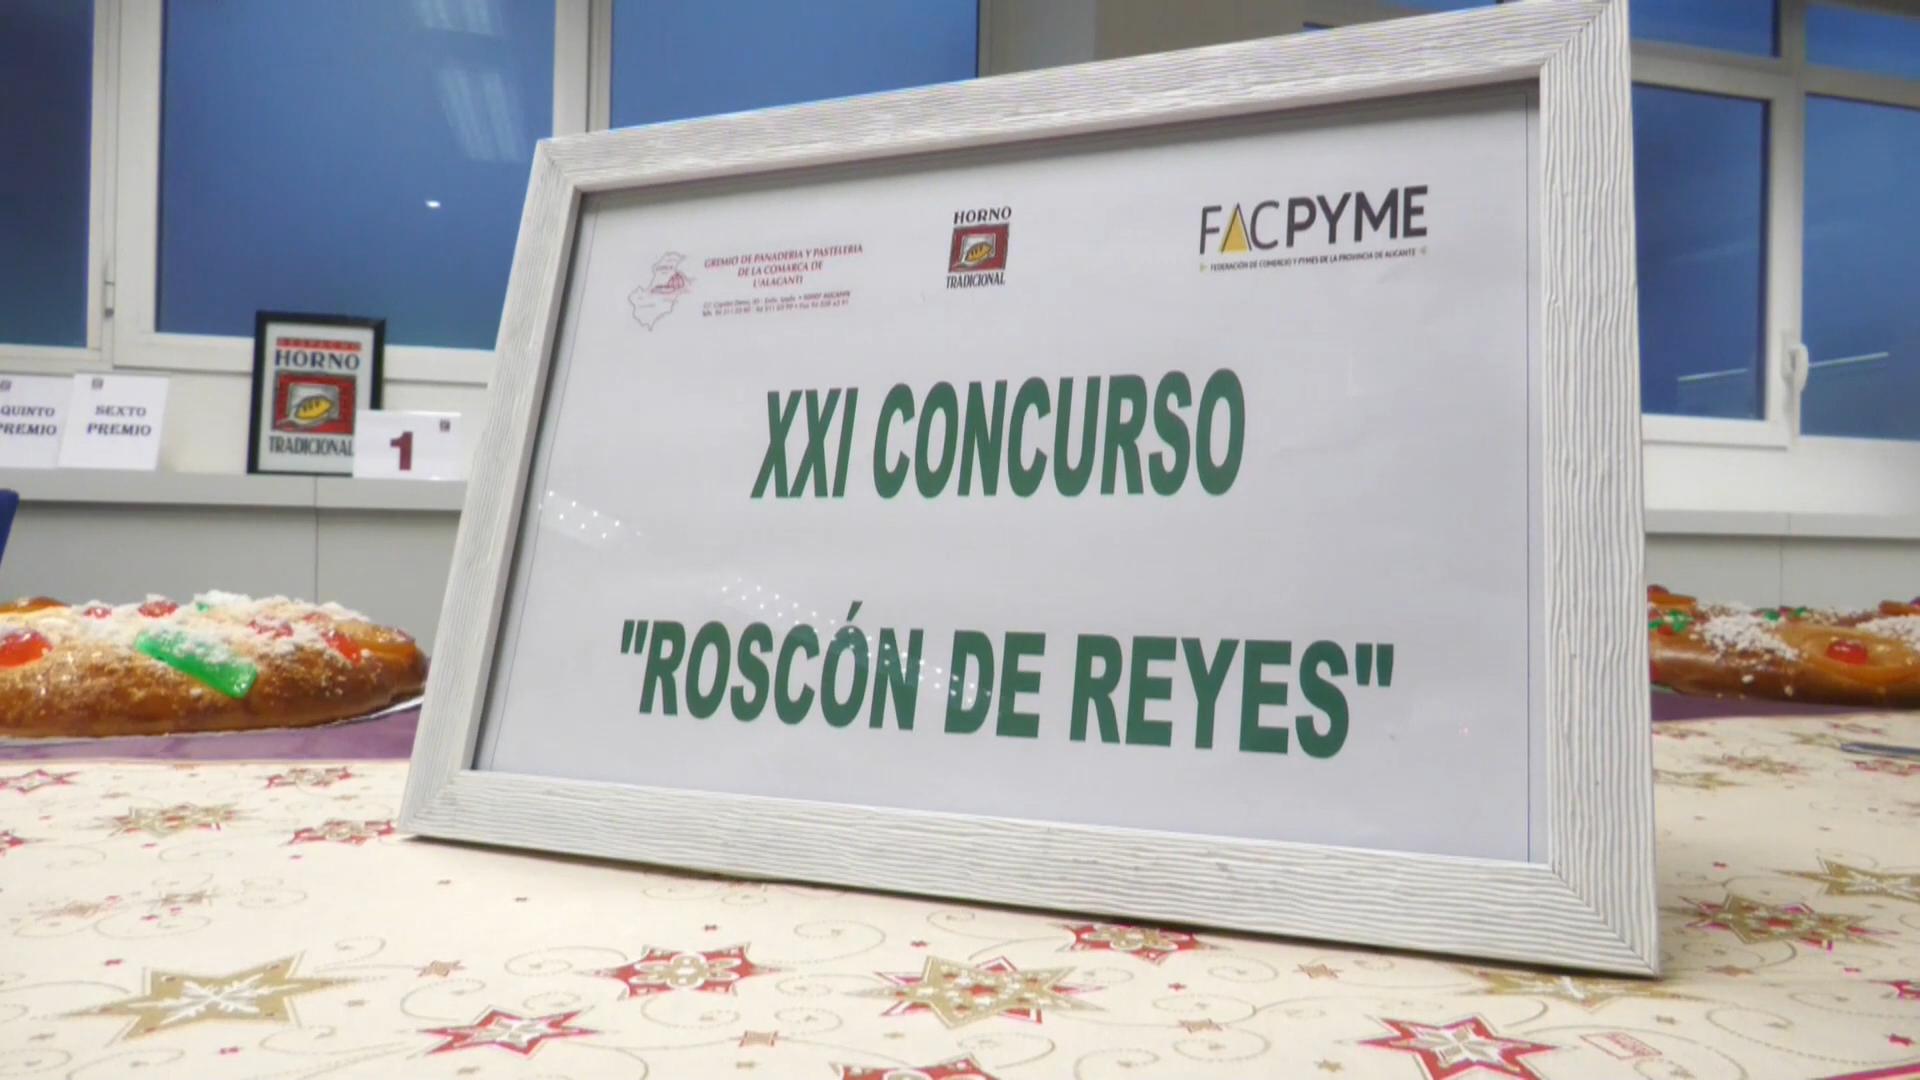 GREMIO DE PANADERIA Y PASTELERIA
DE LA COMARCA DE
L'ALACANTI
HORNO
TRADICIONAL
FACPYME
FEDERACIÓN DE COMERCIO Y PYMES DE LA PROVINCIA DE ALICANTE
XXI CONCURSO
"ROSCÓN DE REYES"
QUINTO
PREMIO
SEXTO
PREMIO
HORNO
TRADICIONAL
1